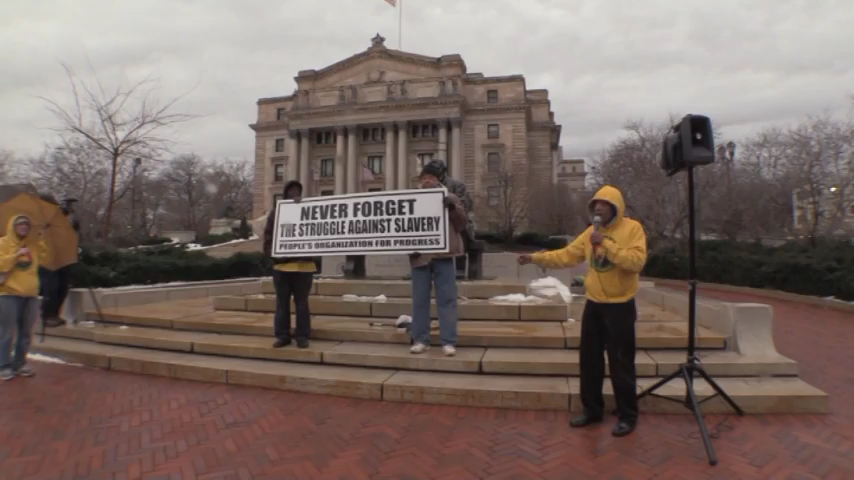 NEVER FORGET
THE STRUGGLE AGAINST SLAVERY
PEOPLE'S ORGANIZATION FOR PROGRESS